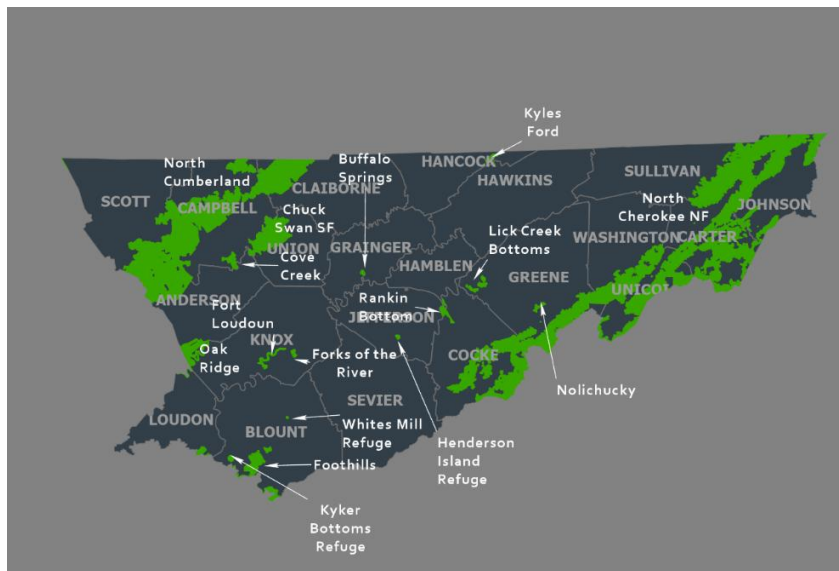 Kyles
Ford
North
Cumberland
Buffalo
Springs
HANCOCK
HAWKINS
SULLIVAN
SCOTT
CLAIBORNE
CAMPBELL
North
Cherokee NF
JOHNSON
Chuck
Swan SF
UNION
GRAINGER
Lick Creek
Bottoms
WASHINGTON
CARTER
Cove
Creek
HAMBLEN
GREENE
UNICOI
ANDERSON
Rankin
Bottom
JEFFERSON
Fort
Loudoun
KNOX
Oak
Ridge
Forks of the
River
COCKE
Nolichucky
SEVIER
LOUDON
BLOUNT
Whites Mill
Refuge
Henderson
Island
Refuge
Foothills
Kyker
Bottoms
Refuge